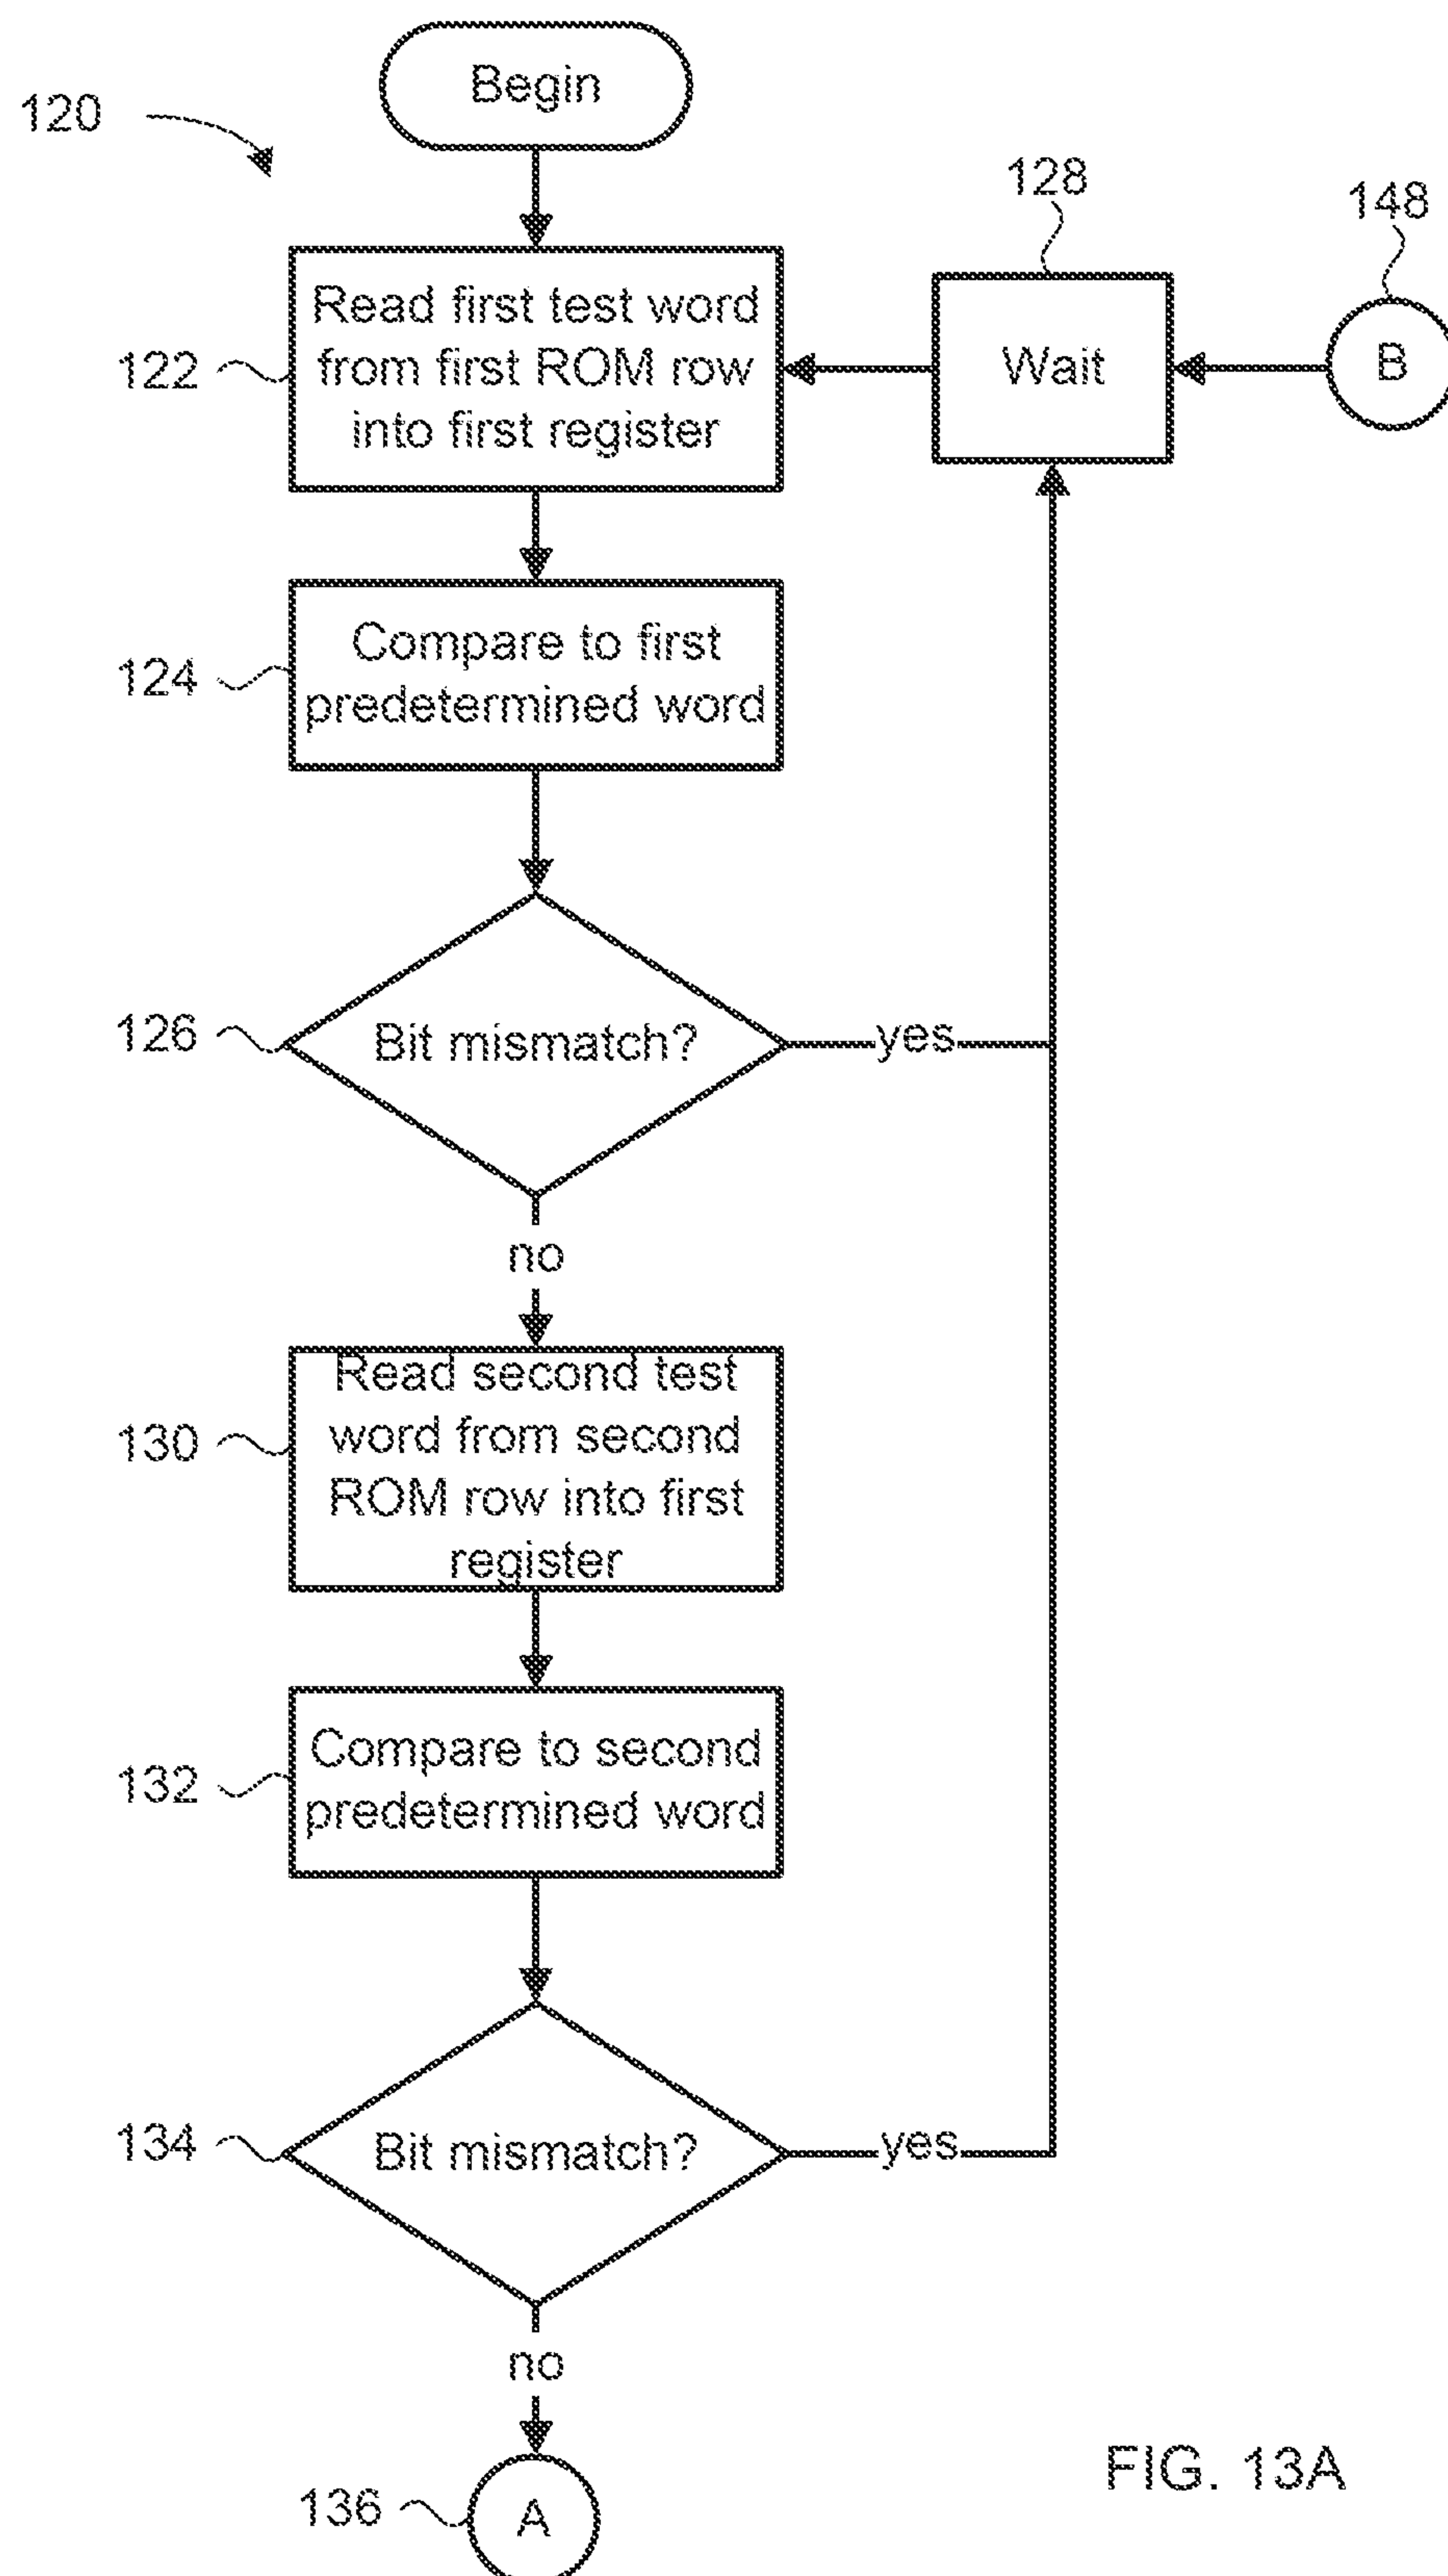 Begin
120
128
148
Read first test word
from first ROM row
into first register
122
Wait
B
Compare to first
predetermined word
124
126
Bit mismatch?
yes
no
Read second test
word from second
ROM row into first
register
130
Compare to second
predetermined word
132
134
Bit mismatch?
yes
no
136
A
FIG. 13A